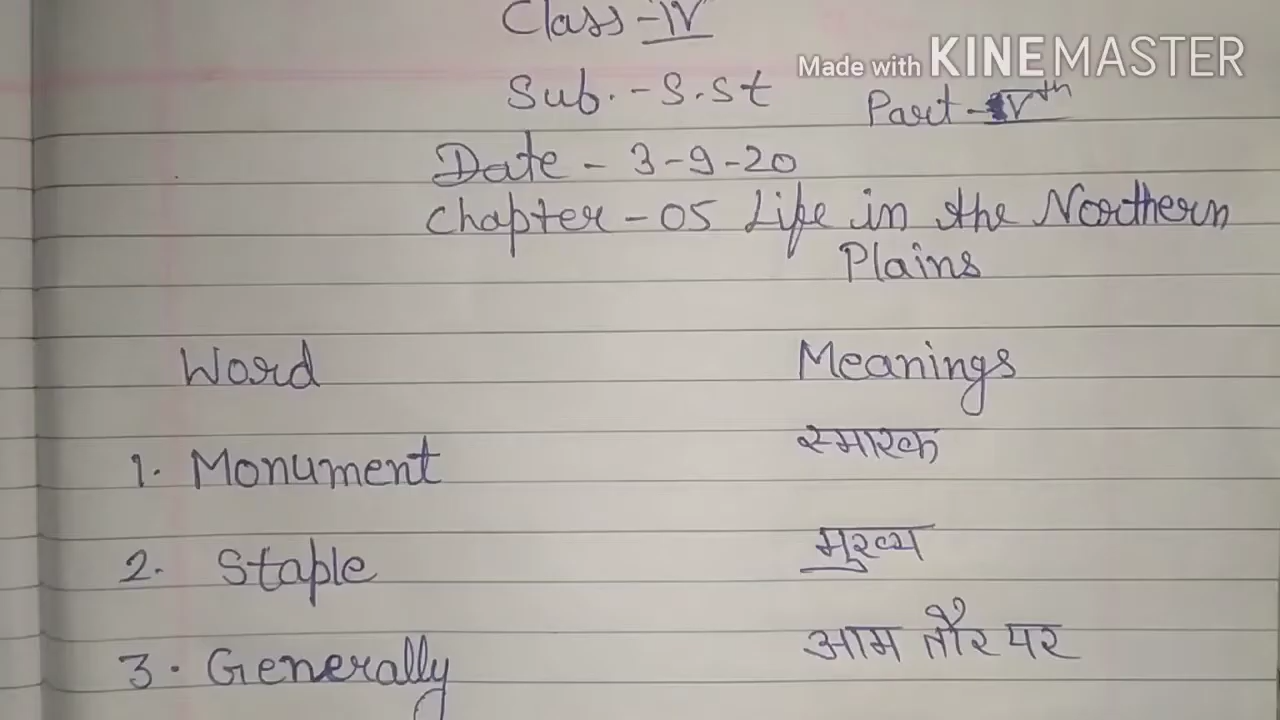 Class - IV
Made with KINEMASTER
Sub. - S.St
Part - Vth
Date - 3-9-20
Chapter - 05 Life in the Northern
Plains
Word Meanings
1. Monument स्मारक
2. Staple मुख्य
3. Generally आम तौर पर